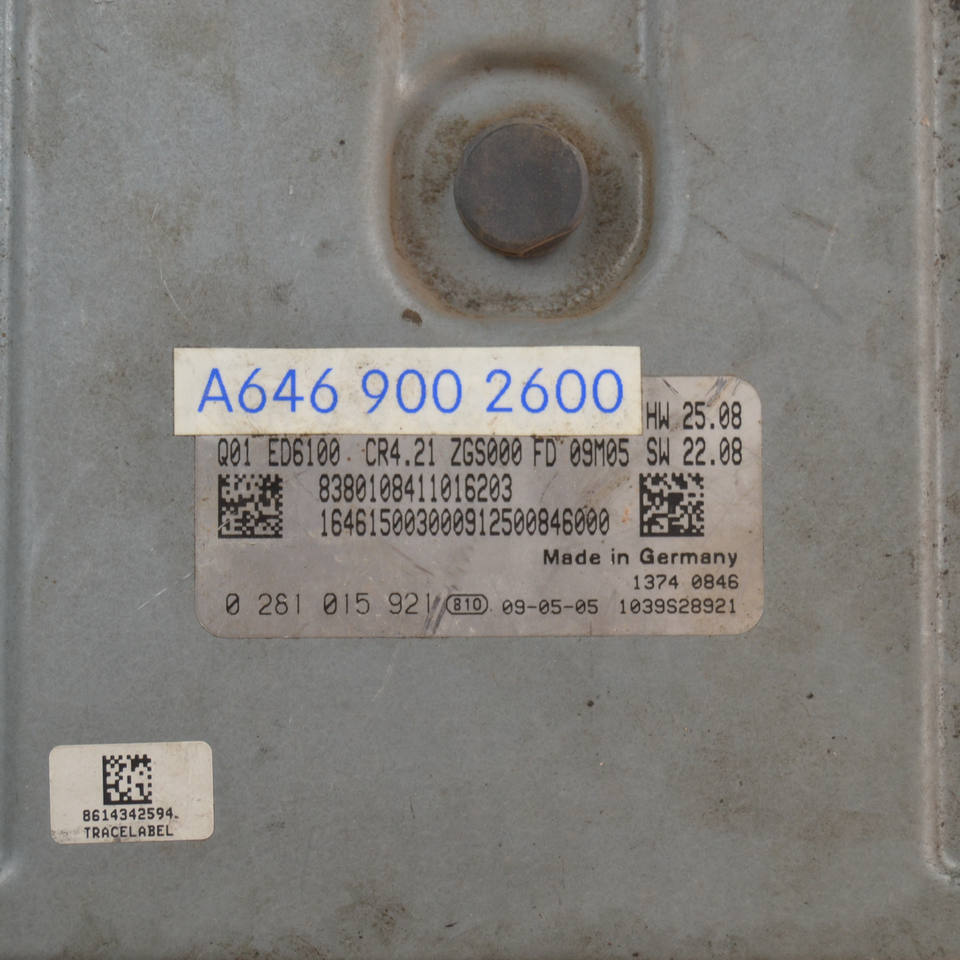 A646 900 2600
HW 25.08
Q01 ED6100 CR4.21 ZGS000 FD 09M05 SW 22.08
8380108411016203
164615003000912500846000
Made in Germany
1374 0846
0 281 015 921 810 09-05-05 1039S28921
8614342594
TRACELABEL